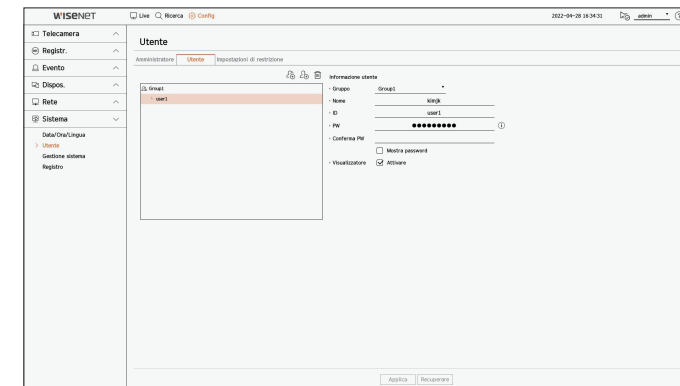 WISENET
Live Ricerca Config
2022-04-28 16:34:31 admin
Telecamera
Registr.
Evento
Dispos.
Rete
Sistema
Data/Ora/Lingua
Utente
Gestione sistema
Registro
Utente
Amministratore Utente Impostazioni di restrizione
Group1
user1
Informazione utente
Gruppo Group1
Nome kimjk
ID user1
PW ●●●●●●●●●
Conferma PW
Mostra password
Visualizzatore Attivare
Applica Recuperare